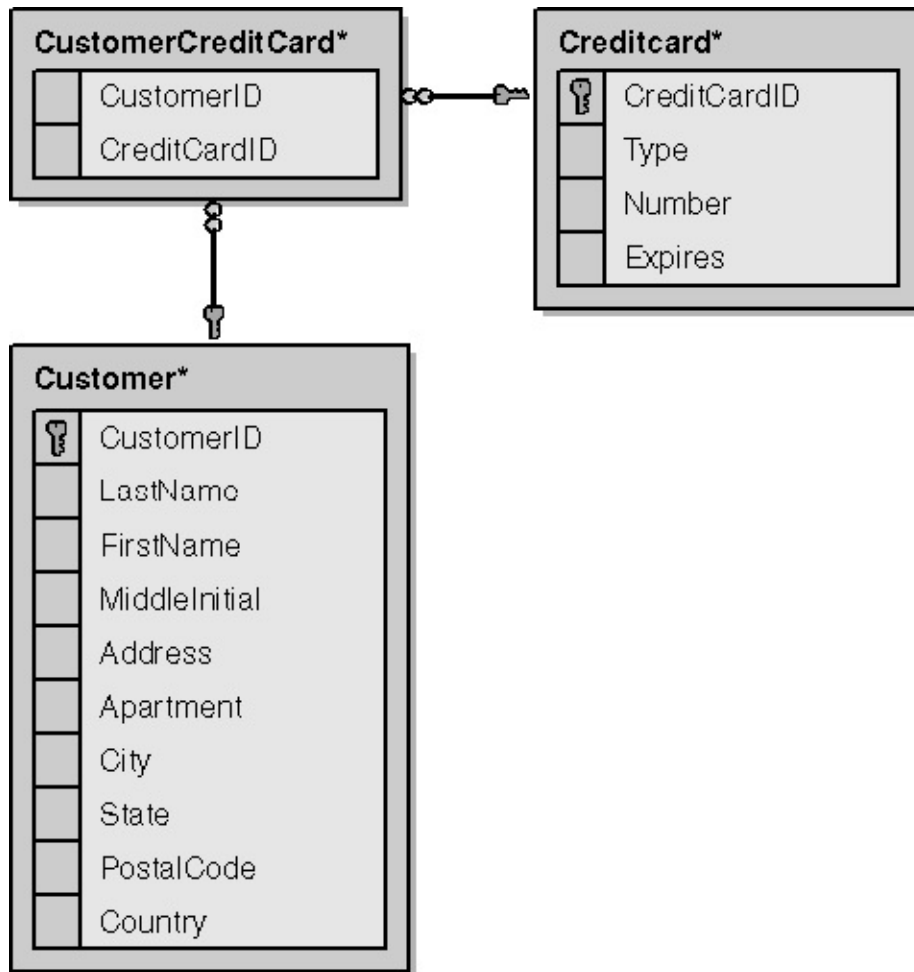 CustomerCreditCard*
CustomerID
CreditCardID
Creditcard*
CreditCardID
Type
Number
Expires
Customer*
CustomerID
LastName
FirstName
MiddleInitial
Address
Apartment
City
State
PostalCode
Country